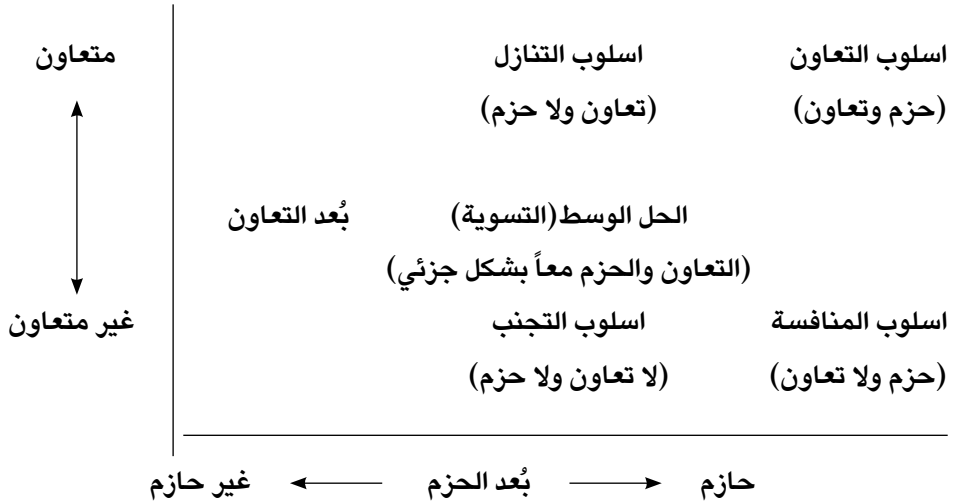 اسلوب التعاون اسلوب التنازل متعاون
(حزم وتعاون) (تعاون ولا حزم)
الحل الوسط(التسوية) بُعد التعاون
(التعاون والحزم معاً بشكل جزئي)
اسلوب المنافسة اسلوب التجنب غير متعاون
(حزم ولا تعاون) (لا تعاون ولا حزم)
حازم بُعد الحزم غير حازم